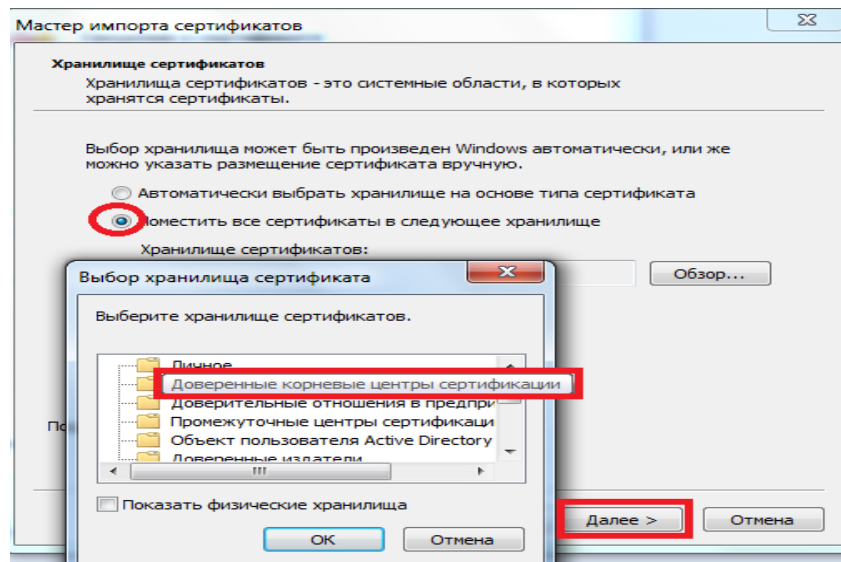 Мастер импорта сертификатов
Хранилище сертификатов
Хранилища сертификатов - это системные области, в которых
хранятся сертификаты.
Выбор хранилища может быть произведен Windows автоматически, или же
можно указать размещение сертификата вручную.
Автоматически выбрать хранилище на основе типа сертификата
Поместить все сертификаты в следующее хранилище
Хранилище сертификатов:
Обзор...
Выбор хранилища сертификата
Выберите хранилище сертификатов.
Личное
Доверенные корневые центры сертификации
Доверительные отношения в предпри
Промежуточные центры сертификаци
Объект пользователя Active Directory
Доверенные издатели
Показать физические хранилища
ОК
Отмена
Далее >
Отмена